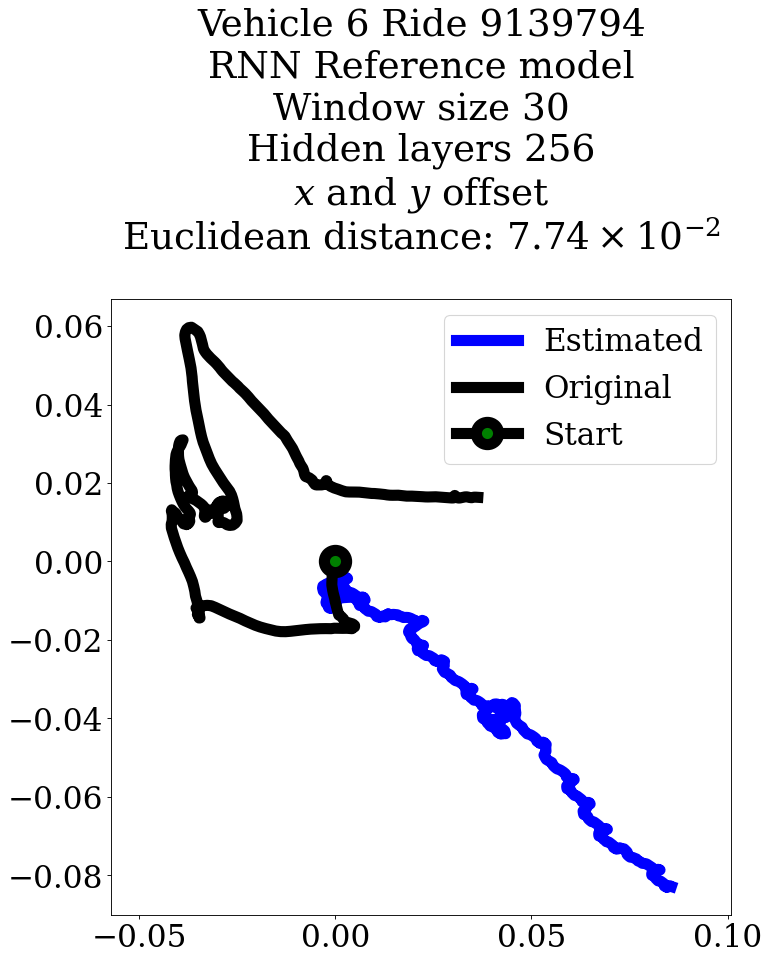 Vehicle 6 Ride 9139794
RNN Reference model
Window size 30
Hidden layers 256
x and y offset
Euclidean distance: 7.74 × 10⁻²
Estimated
Original
Start
0.06
0.04
0.02
0.00
−0.02
−0.04
−0.06
−0.08
−0.05 0.00 0.05 0.10